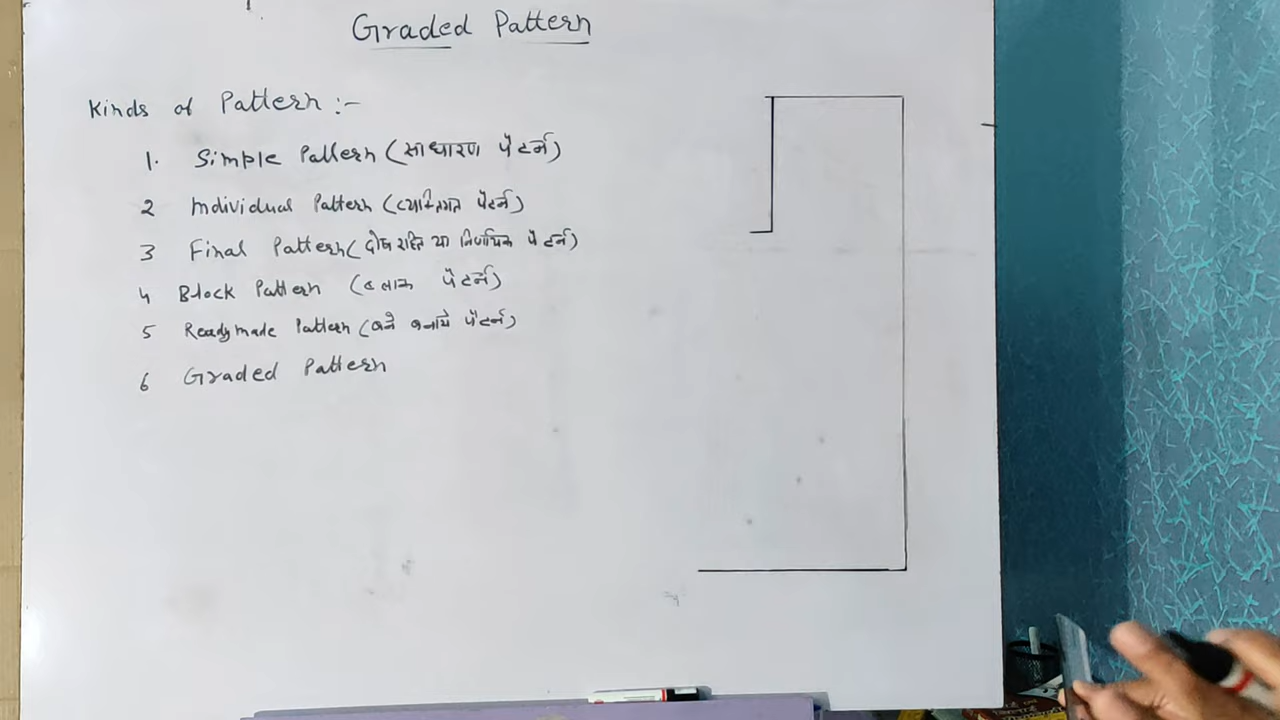 Graded Pattern
Kinds of Pattern :-
1. Simple Pattern (साधारण पैटर्न)
2 Individual Pattern (व्यक्तिगत पैटर्न)
3 Final Pattern (दोष रहित या निर्णायक पैटर्न)
4 Block Pattern (ब्लाक पैटर्न)
5 Readymade Pattern (बने बनाये पैटर्न)
6 Graded Pattern